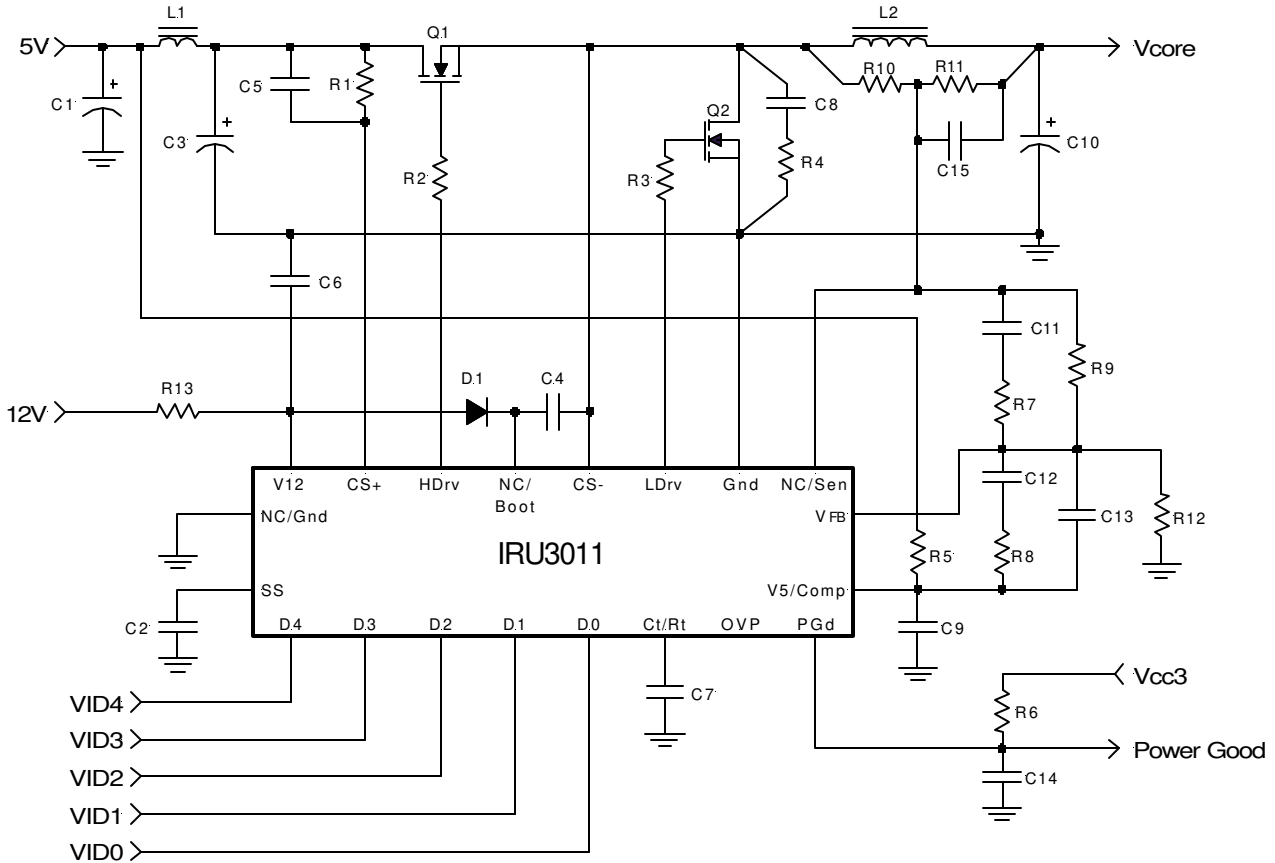 L1
Q1
L2
5V
Vcore
C5
R1
R10
R11
C1
C8
Q2
C3
C10
R2
R3
R4
C15
C6
C11
R9
R13
D1
C4
R7
12V
V12
CS+
HDrv
NC/
Boot
CS-
LDrv
Gnd
NC/Sen
C12
NC/Gnd
VFB
C13
R12
IRU3011
R5
R8
SS
V5/Comp
C2
D4
D3
D2
D1
D0
Ct/Rt
OVP
PGd
C9
Vcc3
C7
VID4
R6
VID3
Power Good
VID2
C14
VID1
VID0